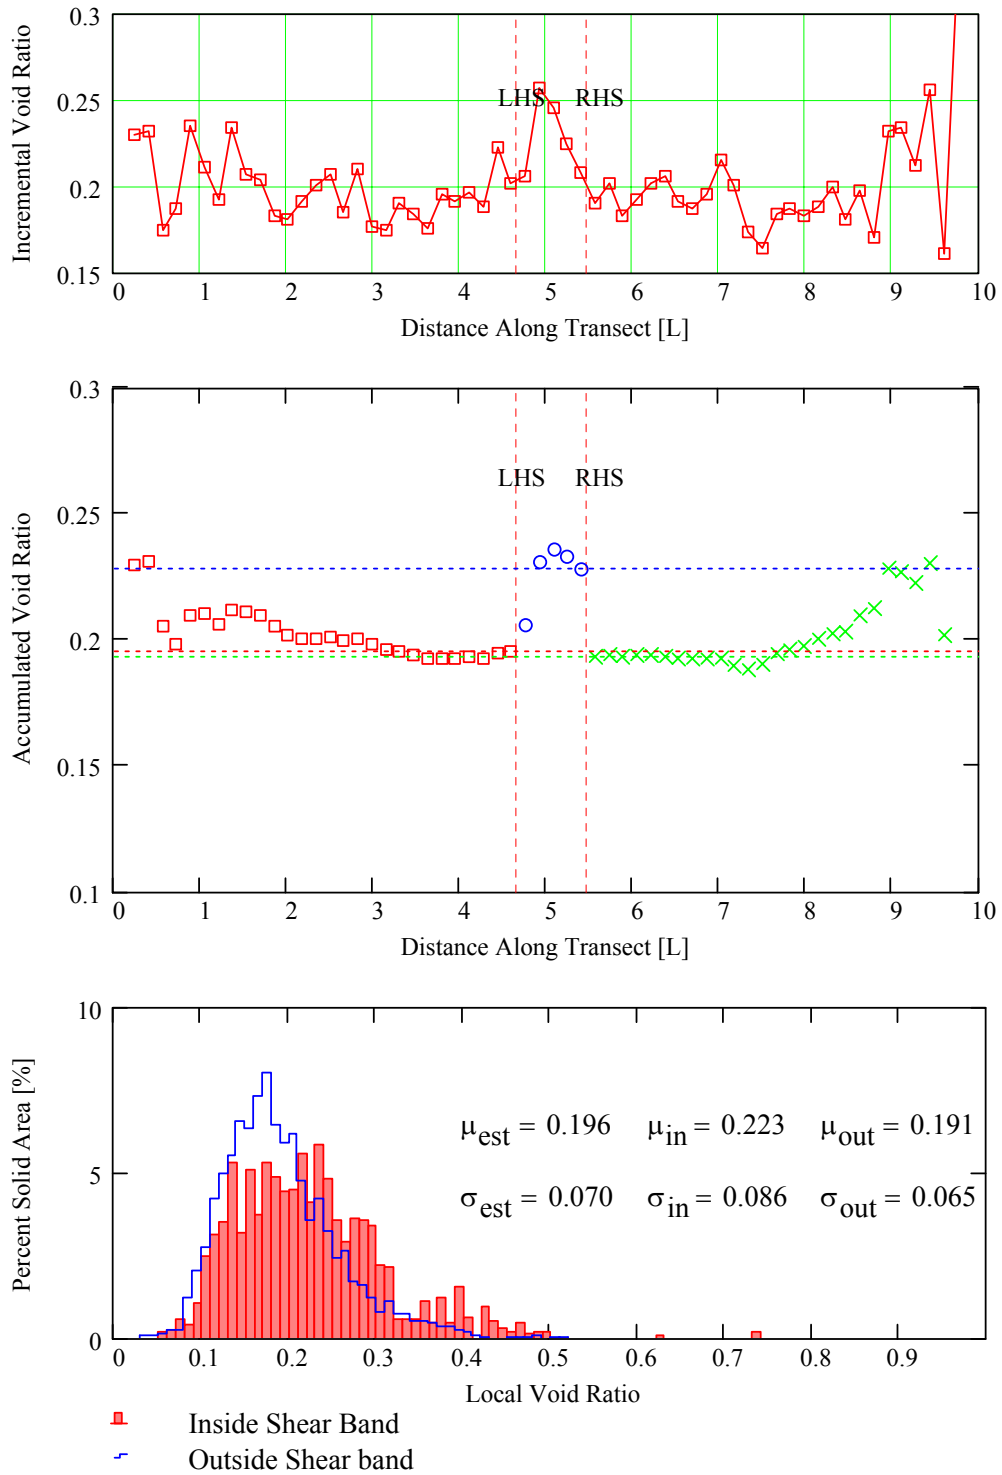 0.3
0.25
0.2
0.15
Incremental Void Ratio
LHS RHS
0 1 2 3 4 5 6 7 8 9 10
Distance Along Transect [L]
0.3
0.25
0.2
0.15
0.1
Accumulated Void Ratio
LHS RHS
0 1 2 3 4 5 6 7 8 9 10
Distance Along Transect [L]
10
5
0
Percent Solid Area [%]
μest = 0.196 μin = 0.223 μout = 0.191
σest = 0.070 σin = 0.086 σout = 0.065
0 0.1 0.2 0.3 0.4 0.5 0.6 0.7 0.8 0.9
Local Void Ratio
Inside Shear Band
Outside Shear band